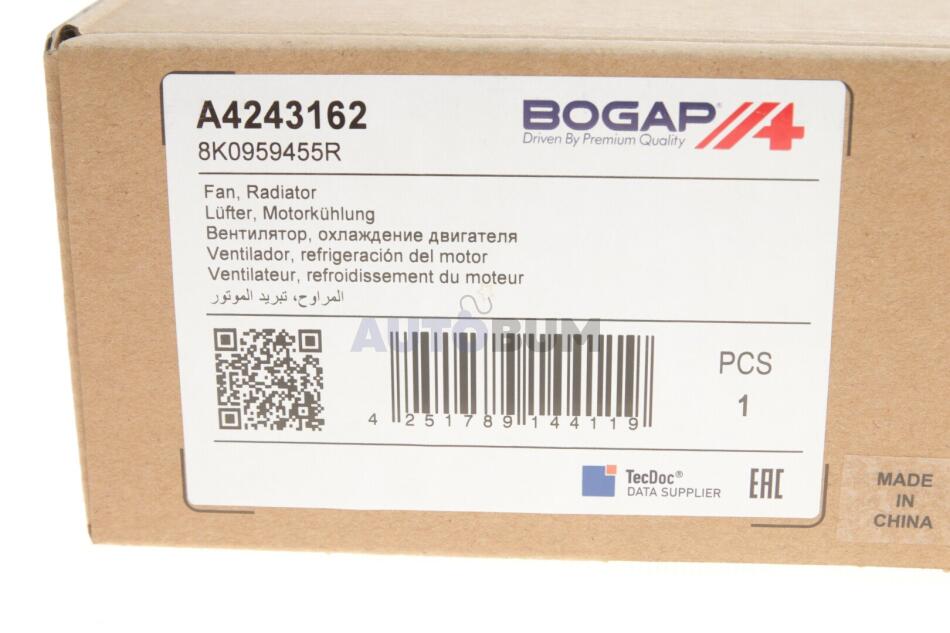 A4243162
8K0959455R
BOGAP
Driven By Premium Quality
Fan, Radiator
Lüfter, Motorkühlung
Вентилятор, охлаждение двигателя
Ventilador, refrigeración del motor
Ventilateur, refroidissement du moteur
المراوح، تبريد الموتور
AUTOBUM
4 251789 144119
PCS
1
TecDoc®
DATA SUPPLIER
EAC
MADE
IN
CHINA